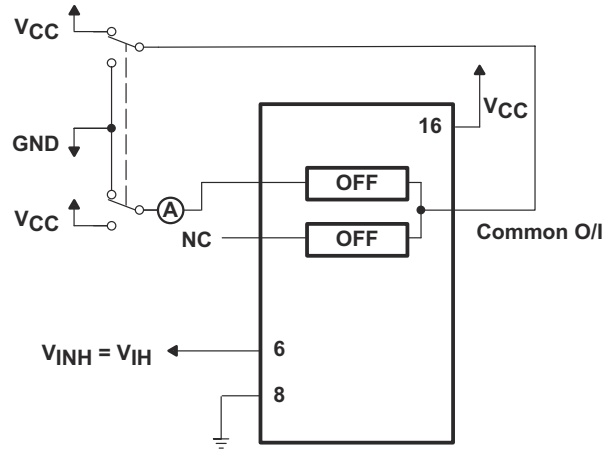 VCC
VCC
16
GND
OFF
A
VCC
NC
OFF
Common O/I
VINH = VIH
6
8